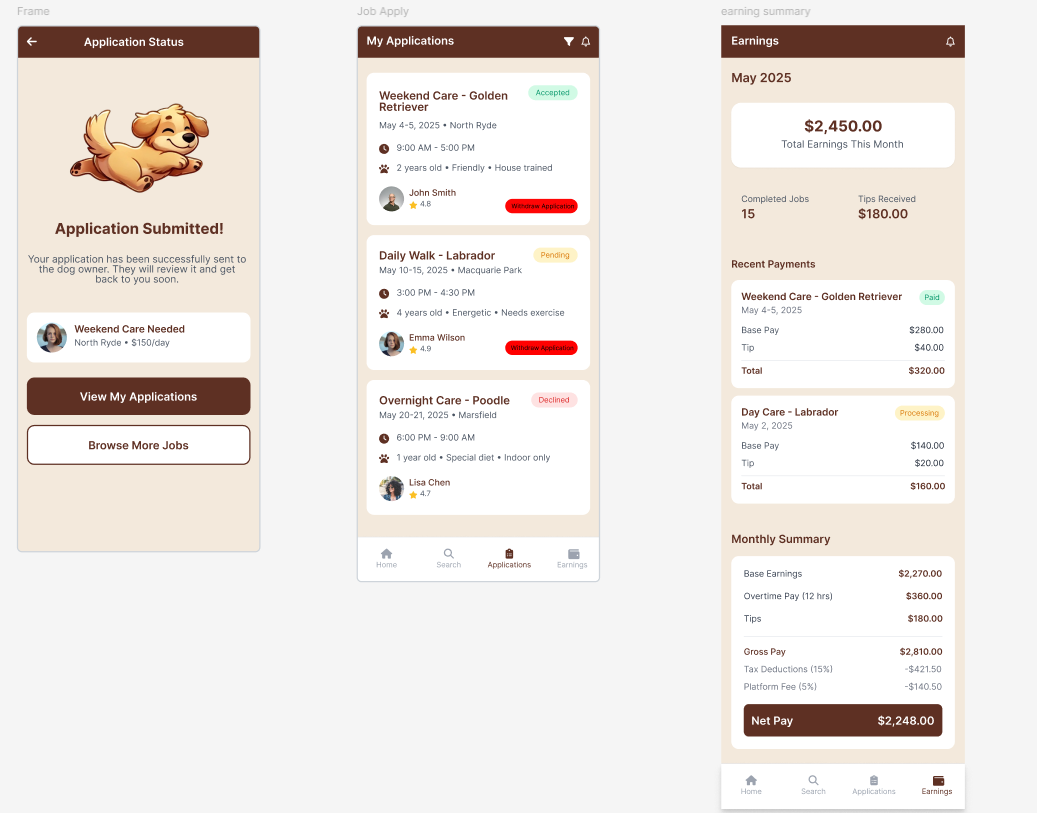 Frame
Application Status
Application Submitted!
Your application has been successfully sent to
the dog owner. They will review it and get
back to you soon.
Weekend Care Needed
North Ryde • $150/day
View My Applications
Browse More Jobs
Job Apply
My Applications
Weekend Care - Golden
Retriever
Accepted
May 4-5, 2025 • North Ryde
9:00 AM - 5:00 PM
2 years old • Friendly • House trained
John Smith
4.8
Withdraw Application
Daily Walk - Labrador
Pending
May 10-15, 2025 • Macquarie Park
3:00 PM - 4:30 PM
4 years old • Energetic • Needs exercise
Emma Wilson
4.9
Withdraw Application
Overnight Care - Poodle
Declined
May 20-21, 2025 • Marsfield
6:00 PM - 9:00 AM
1 year old • Special diet • Indoor only
Lisa Chen
4.7
Home Search Applications Earnings
earning summary
Earnings
May 2025
$2,450.00
Total Earnings This Month
Completed Jobs Tips Received
15 $180.00
Recent Payments
Weekend Care - Golden Retriever Paid
May 4-5, 2025
Base Pay $280.00
Tip $40.00
Total $320.00
Day Care - Labrador Processing
May 2, 2025
Base Pay $140.00
Tip $20.00
Total $160.00
Monthly Summary
Base Earnings $2,270.00
Overtime Pay (12 hrs) $360.00
Tips $180.00
Gross Pay $2,810.00
Tax Deductions (15%) -$421.50
Platform Fee (5%) -$140.50
Net Pay $2,248.00
Home Search Applications Earnings